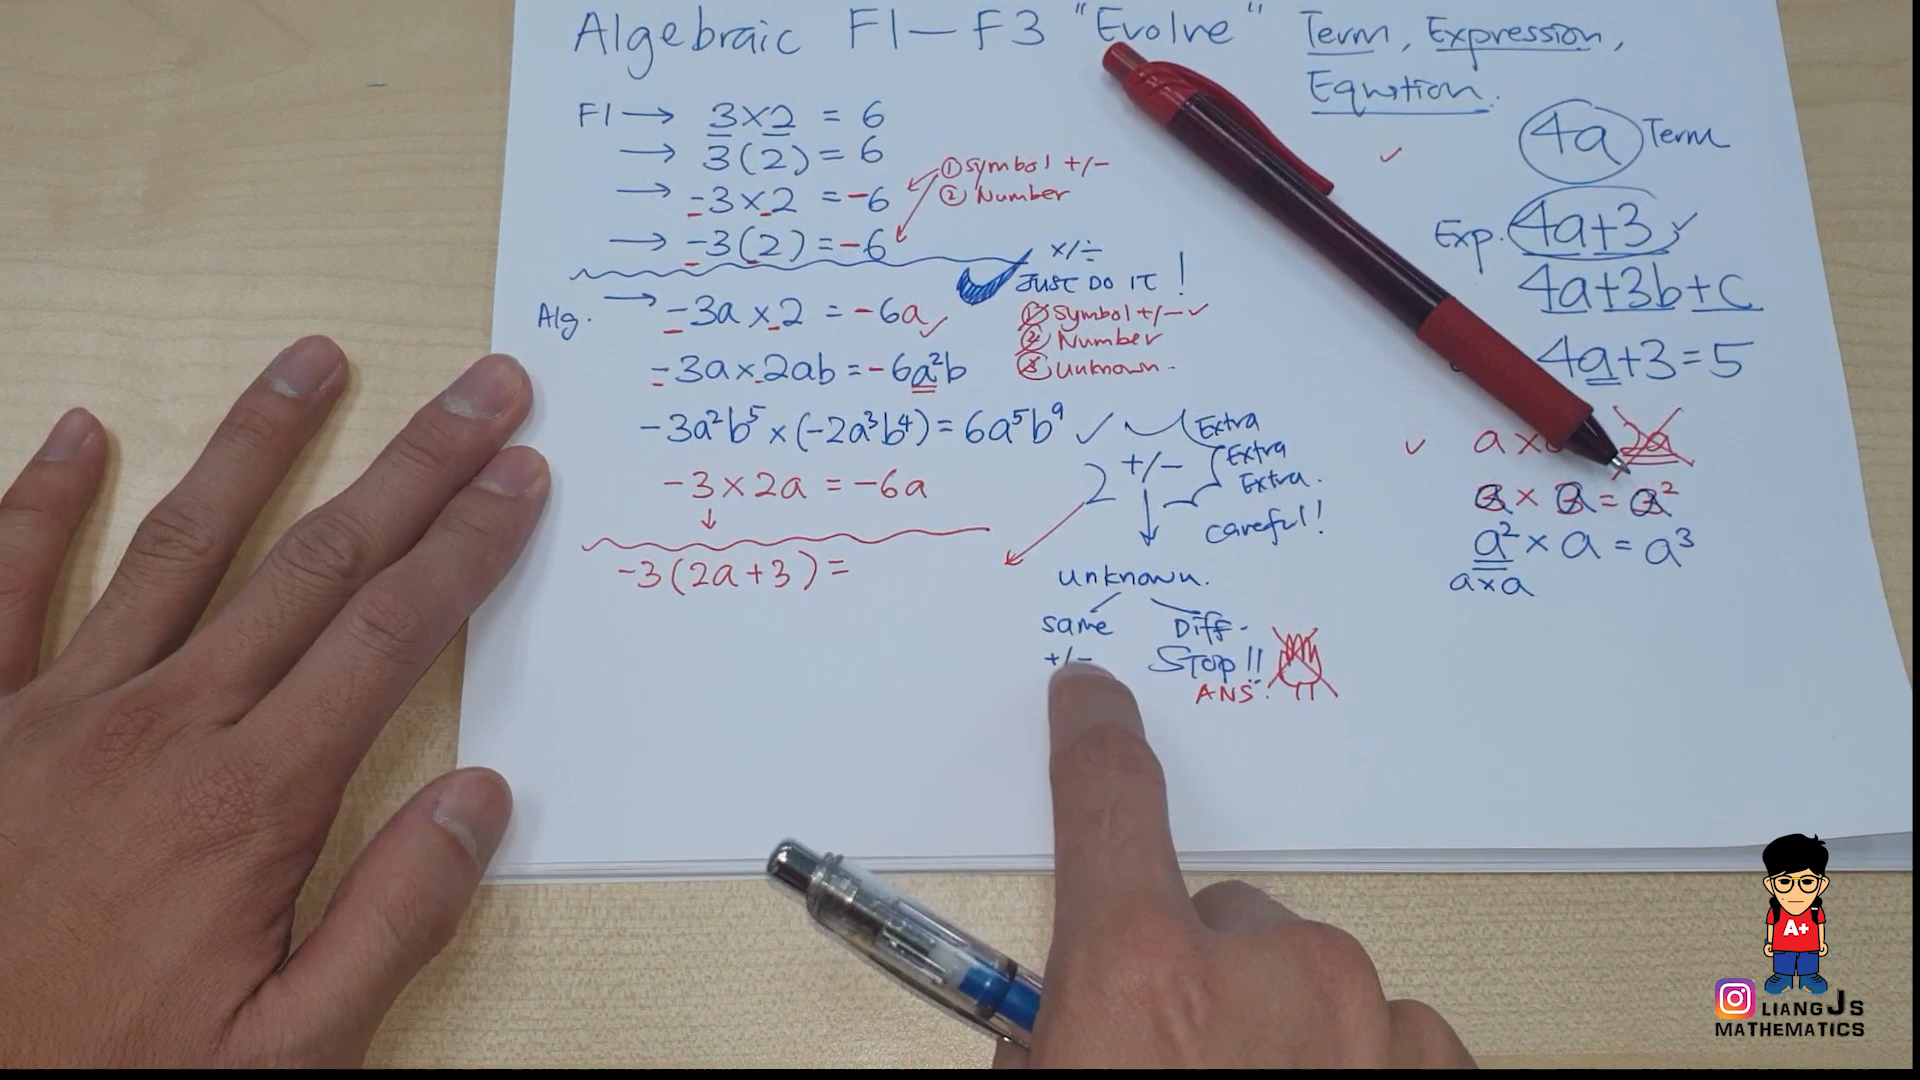 Algebraic F1—F3 "Evolve" Term, Expression,
Equation.
F1 → 3×2 = 6
→ 3(2) = 6
→ -3×2 = -6
→ -3(2) = -6
① Symbol +/-
② Number
Alg. → -3a × 2 = -6a
-3a × 2ab = -6a²b
-3a²b⁵ × (-2a³b⁴) = 6a⁵b⁹ ✓
-3 × 2a = -6a
↓
-3(2a+3) =
×/÷
JUST DO IT !
① Symbol +/- ✓
② Number
③ Unknown.
Extra
2 +/- Extra
Extra.
careful!
unknown.
same Diff-
+/- STOP!!
ANS.
4a Term
Exp. 4a+3 ✓
4a+3b+c
4a+3=5
a × 2a
a × a = a²
a² × a = a³
a×a
A+
LIANGJS
MATHEMATICS